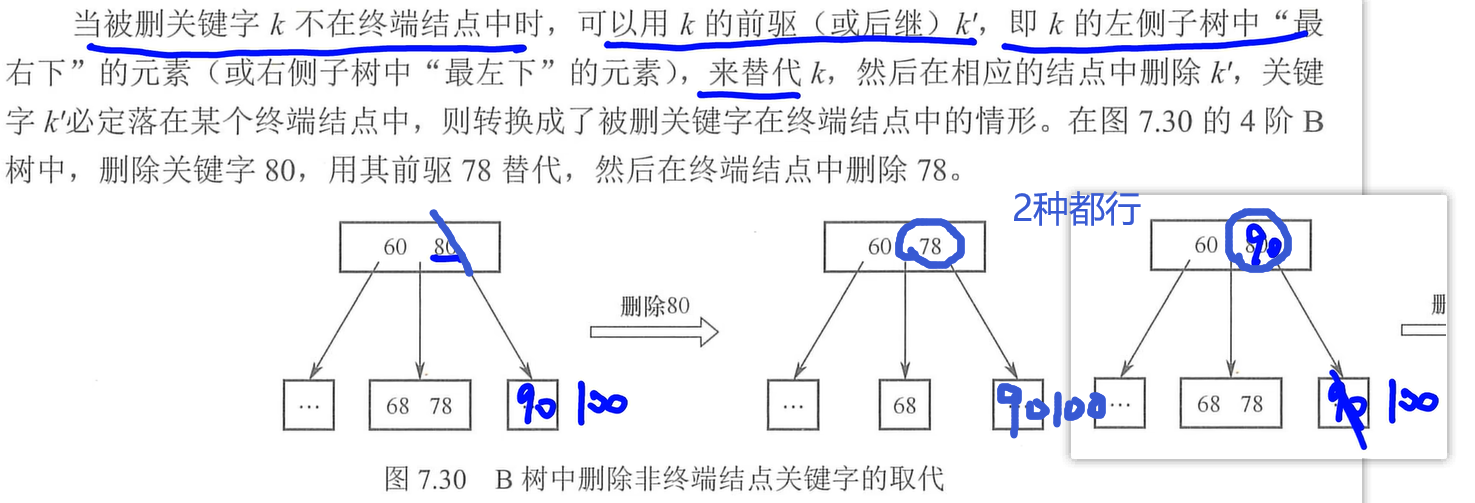 当被删关键字 k 不在终端结点中时，可以用 k 的前驱（或后继）k′，即 k 的左侧子树中“最
右下”的元素（或右侧子树中“最左下”的元素），来替代 k，然后在相应的结点中删除 k′，关键
字 k′必定落在某个终端结点中，则转换成了被删关键字在终端结点中的情形。在图 7.30 的 4 阶 B
树中，删除关键字 80，用其前驱 78 替代，然后在终端结点中删除 78。
2种都行
60 80
60 78
60 90
删除80
删
… 68 78 90 100
… 68 90 100
… 68 78 90 100
图 7.30 B 树中删除非终端结点关键字的取代